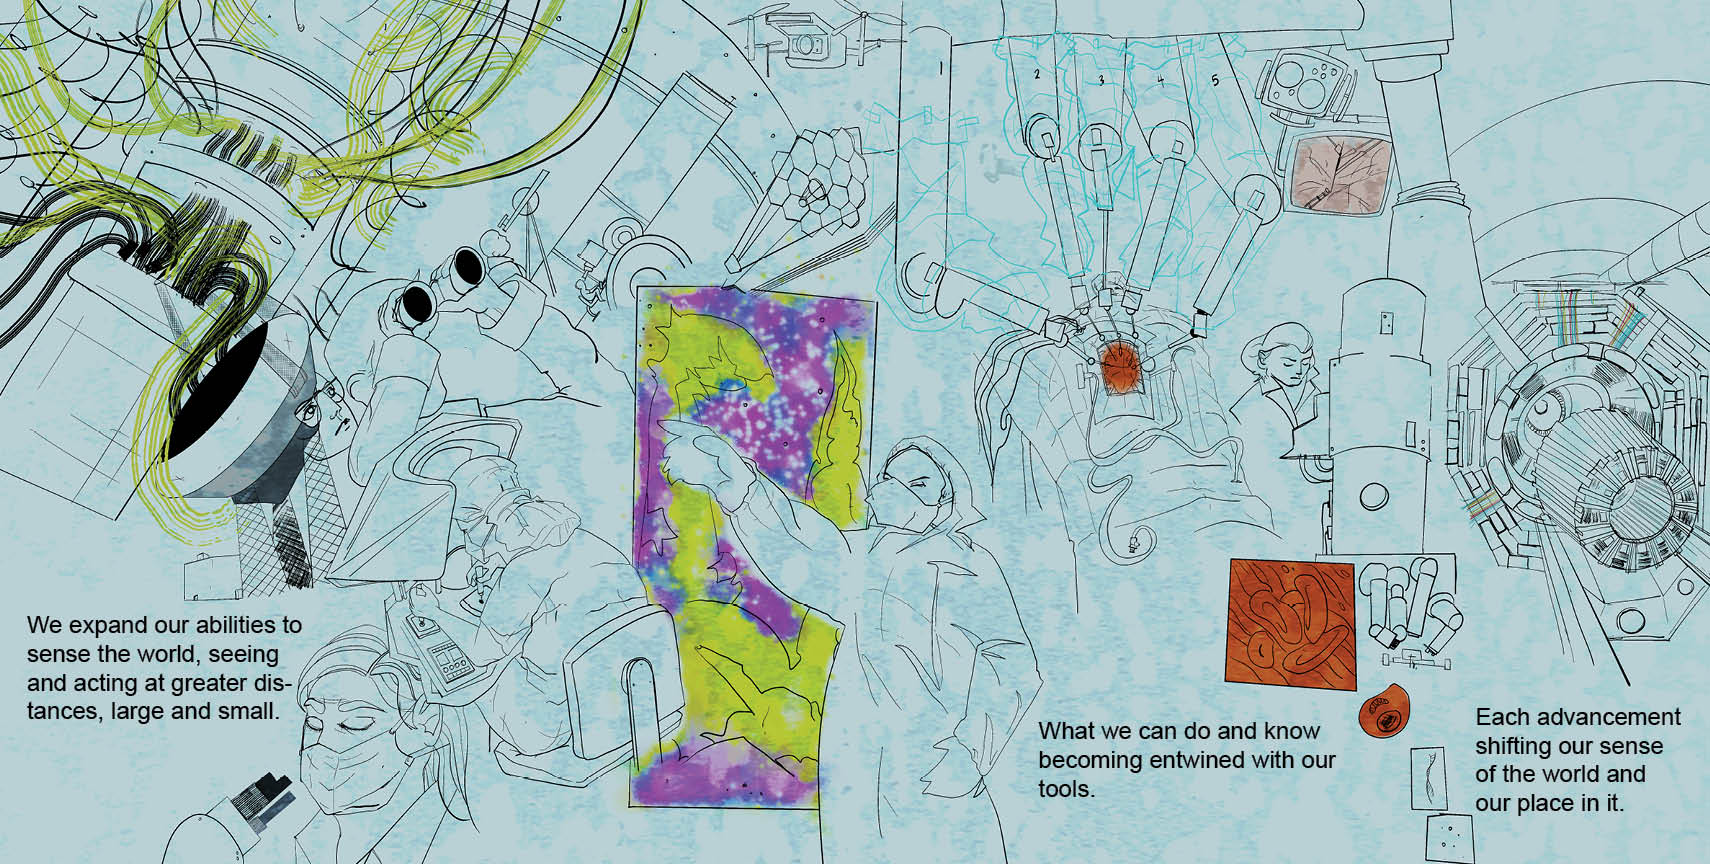 1
2
3
4
5
We expand our abilities to
sense the world, seeing
and acting at greater dis-
tances, large and small.
What we can do and know
becoming entwined with our
tools.
Each advancement
shifting our sense
of the world and
our place in it.